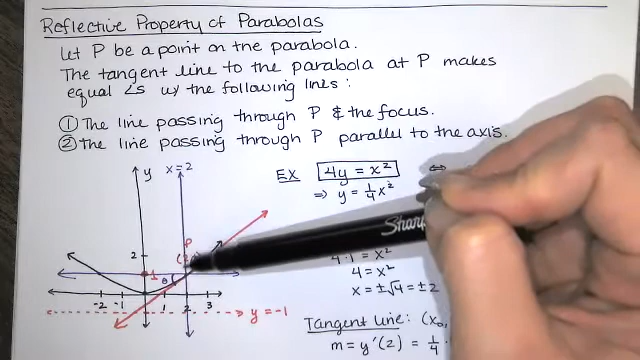 Reflective Property of Parabolas
Let P be a point on the parabola.
The tangent line to the parabola at P makes
equal ∠s w/ the following lines:
① The line passing through P & the focus.
② The line passing through P parallel to the axis.
y x=2
EX 4y = x² ⇔
⇒ y = ¼x²
P
Sharp
2
4·1 = x²
1 θ
4 = x²
x = ±√4 = ±2
-2 -1 1 2 3
y = -1
Tangent line: (x₀,
m = y'(2) = ¼ ·